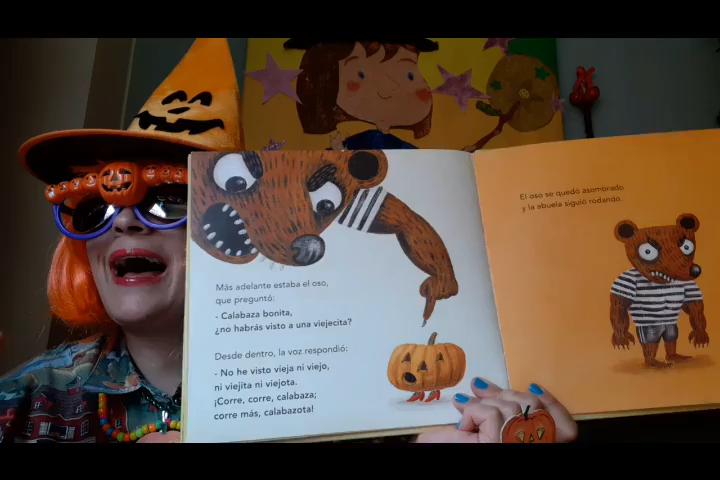 Más adelante estaba el oso,
que preguntó:
- Calabaza bonita,
¿no habrás visto a una viejecita?
Desde dentro, la voz respondió:
- No he visto vieja ni viejo,
ni viejita ni viejota.
¡Corre, corre, calabaza;
corre más, calabazota!
El oso se quedó asombrado
y la abuela siguió rodando.